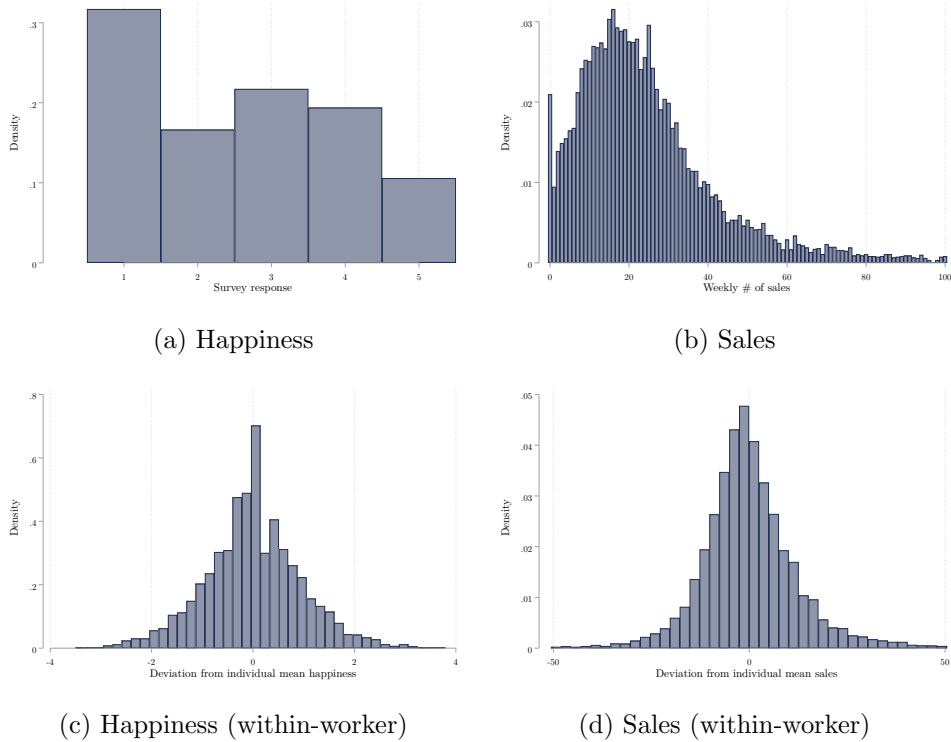 .3
.2
.1
0
Density
1 2 3 4 5
Survey response
(a) Happiness
.03
.02
.01
0
Density
0 20 40 60 80 100
Weekly # of sales
(b) Sales
.8
.6
.4
.2
0
Density
-4 -2 0 2 4
Deviation from individual mean happiness
(c) Happiness (within-worker)
.05
.04
.03
.02
.01
0
Density
-50 0 50
Deviation from individual mean sales
(d) Sales (within-worker)